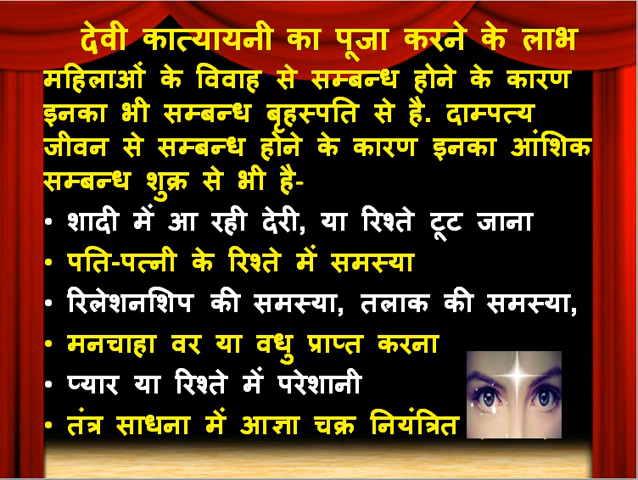 देवी कात्यायनी का पूजा करने के लाभ
महिलाओं के विवाह से सम्बन्ध होने के कारण
इनका भी सम्बन्ध बृहस्पति से है. दाम्पत्य
जीवन से सम्बन्ध होने के कारण इनका आंशिक
सम्बन्ध शुक्र से भी है-
• शादी में आ रही देरी, या रिश्ते टूट जाना
• पति-पत्नी के रिश्ते में समस्या
• रिलेशनशिप की समस्या, तलाक की समस्या,
• मनचाहा वर या वधु प्राप्त करना
• प्यार या रिश्ते में परेशानी
• तंत्र साधना में आज्ञा चक्र नियंत्रित